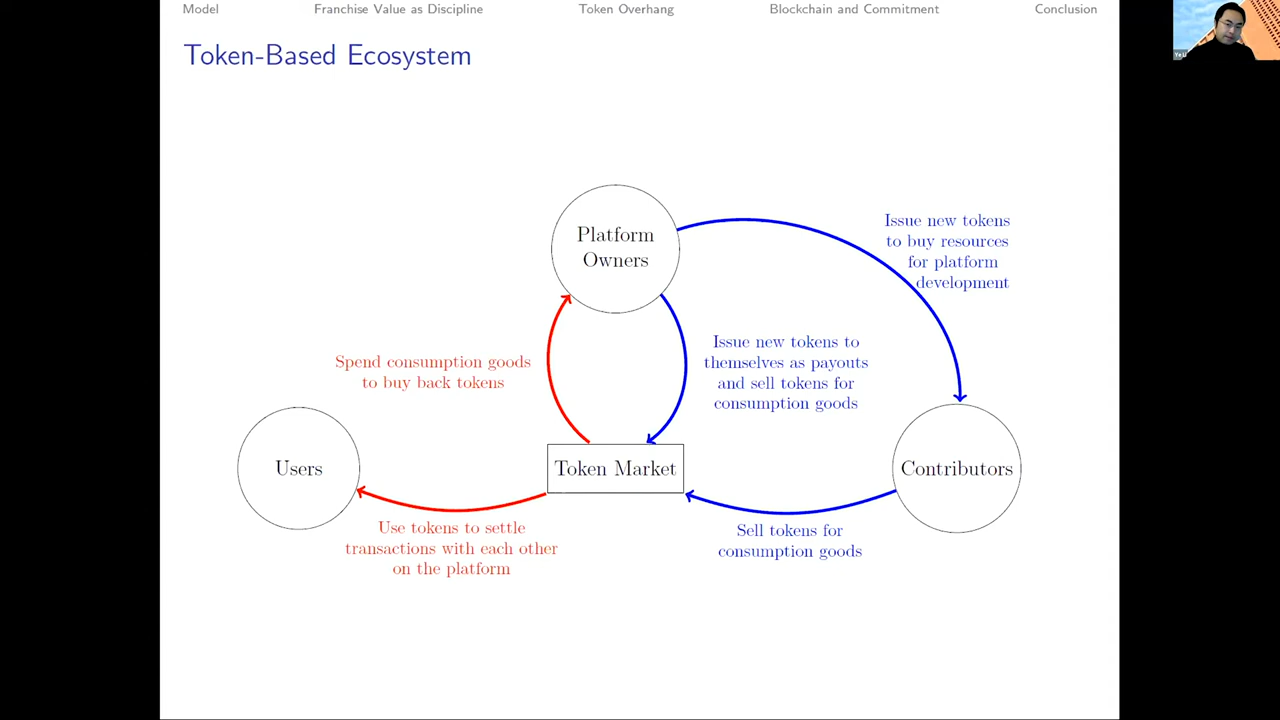 Model
Franchise Value as Discipline
Token Overhang
Blockchain and Commitment
Conclusion
Token-Based Ecosystem
Platform
Owners
Issue new tokens
to buy resources
for platform
development
Issue new tokens to
themselves as payouts
and sell tokens for
consumption goods
Spend consumption goods
to buy back tokens
Users
Token Market
Contributors
Use tokens to settle
transactions with each other
on the platform
Sell tokens for
consumption goods